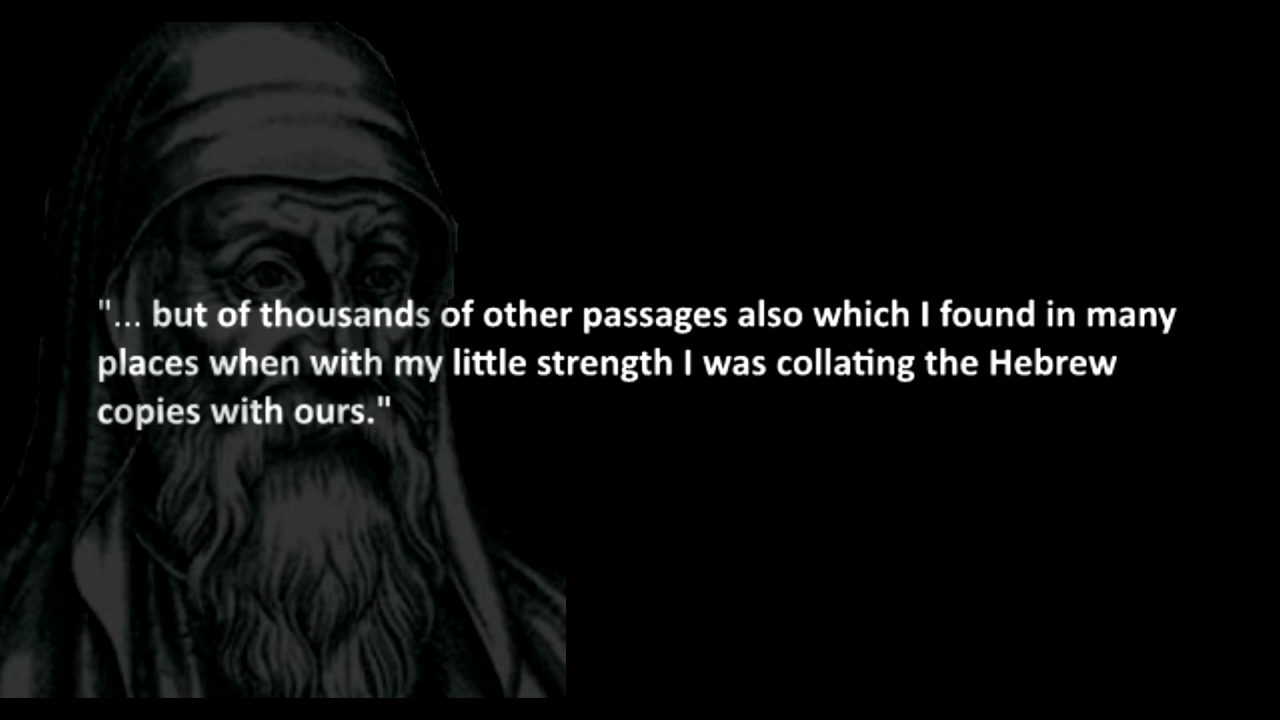 "... but of thousands of other passages also which I found in many
places when with my little strength I was collating the Hebrew
copies with ours."